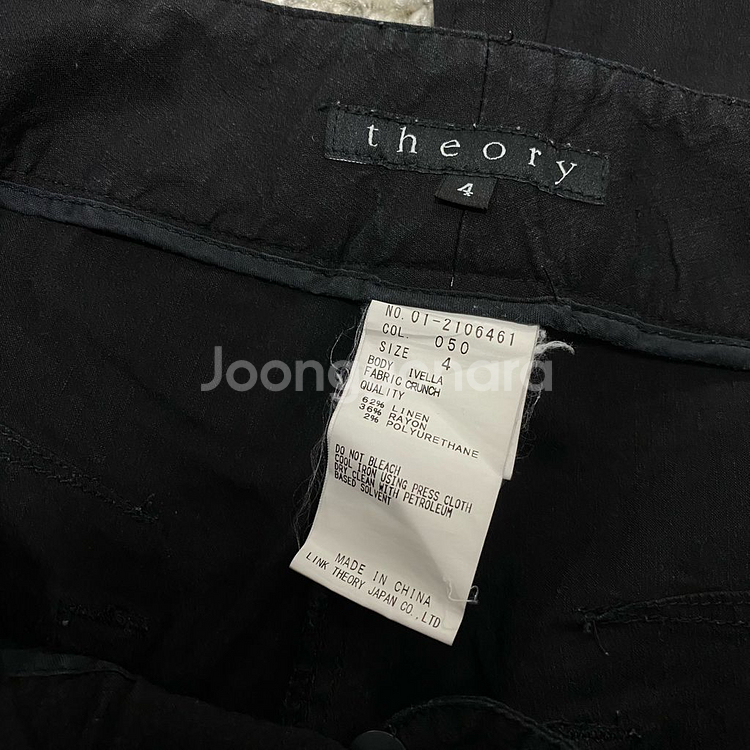 theory
4
NO. 01-2106461
COL. 050
SIZE 4
BODY IVELLA
FABRIC CRUNCH
QUALITY
62% LINEN
36% RAYON
2% POLYURETHANE
DO NOT BLEACH
COOL IRON USING PRESS CLOTH
DRY CLEAN WITH PETROLEUM
BASED SOLVENT
MADE IN CHINA
LINK THEORY JAPAN CO., LTD
Joonggonara